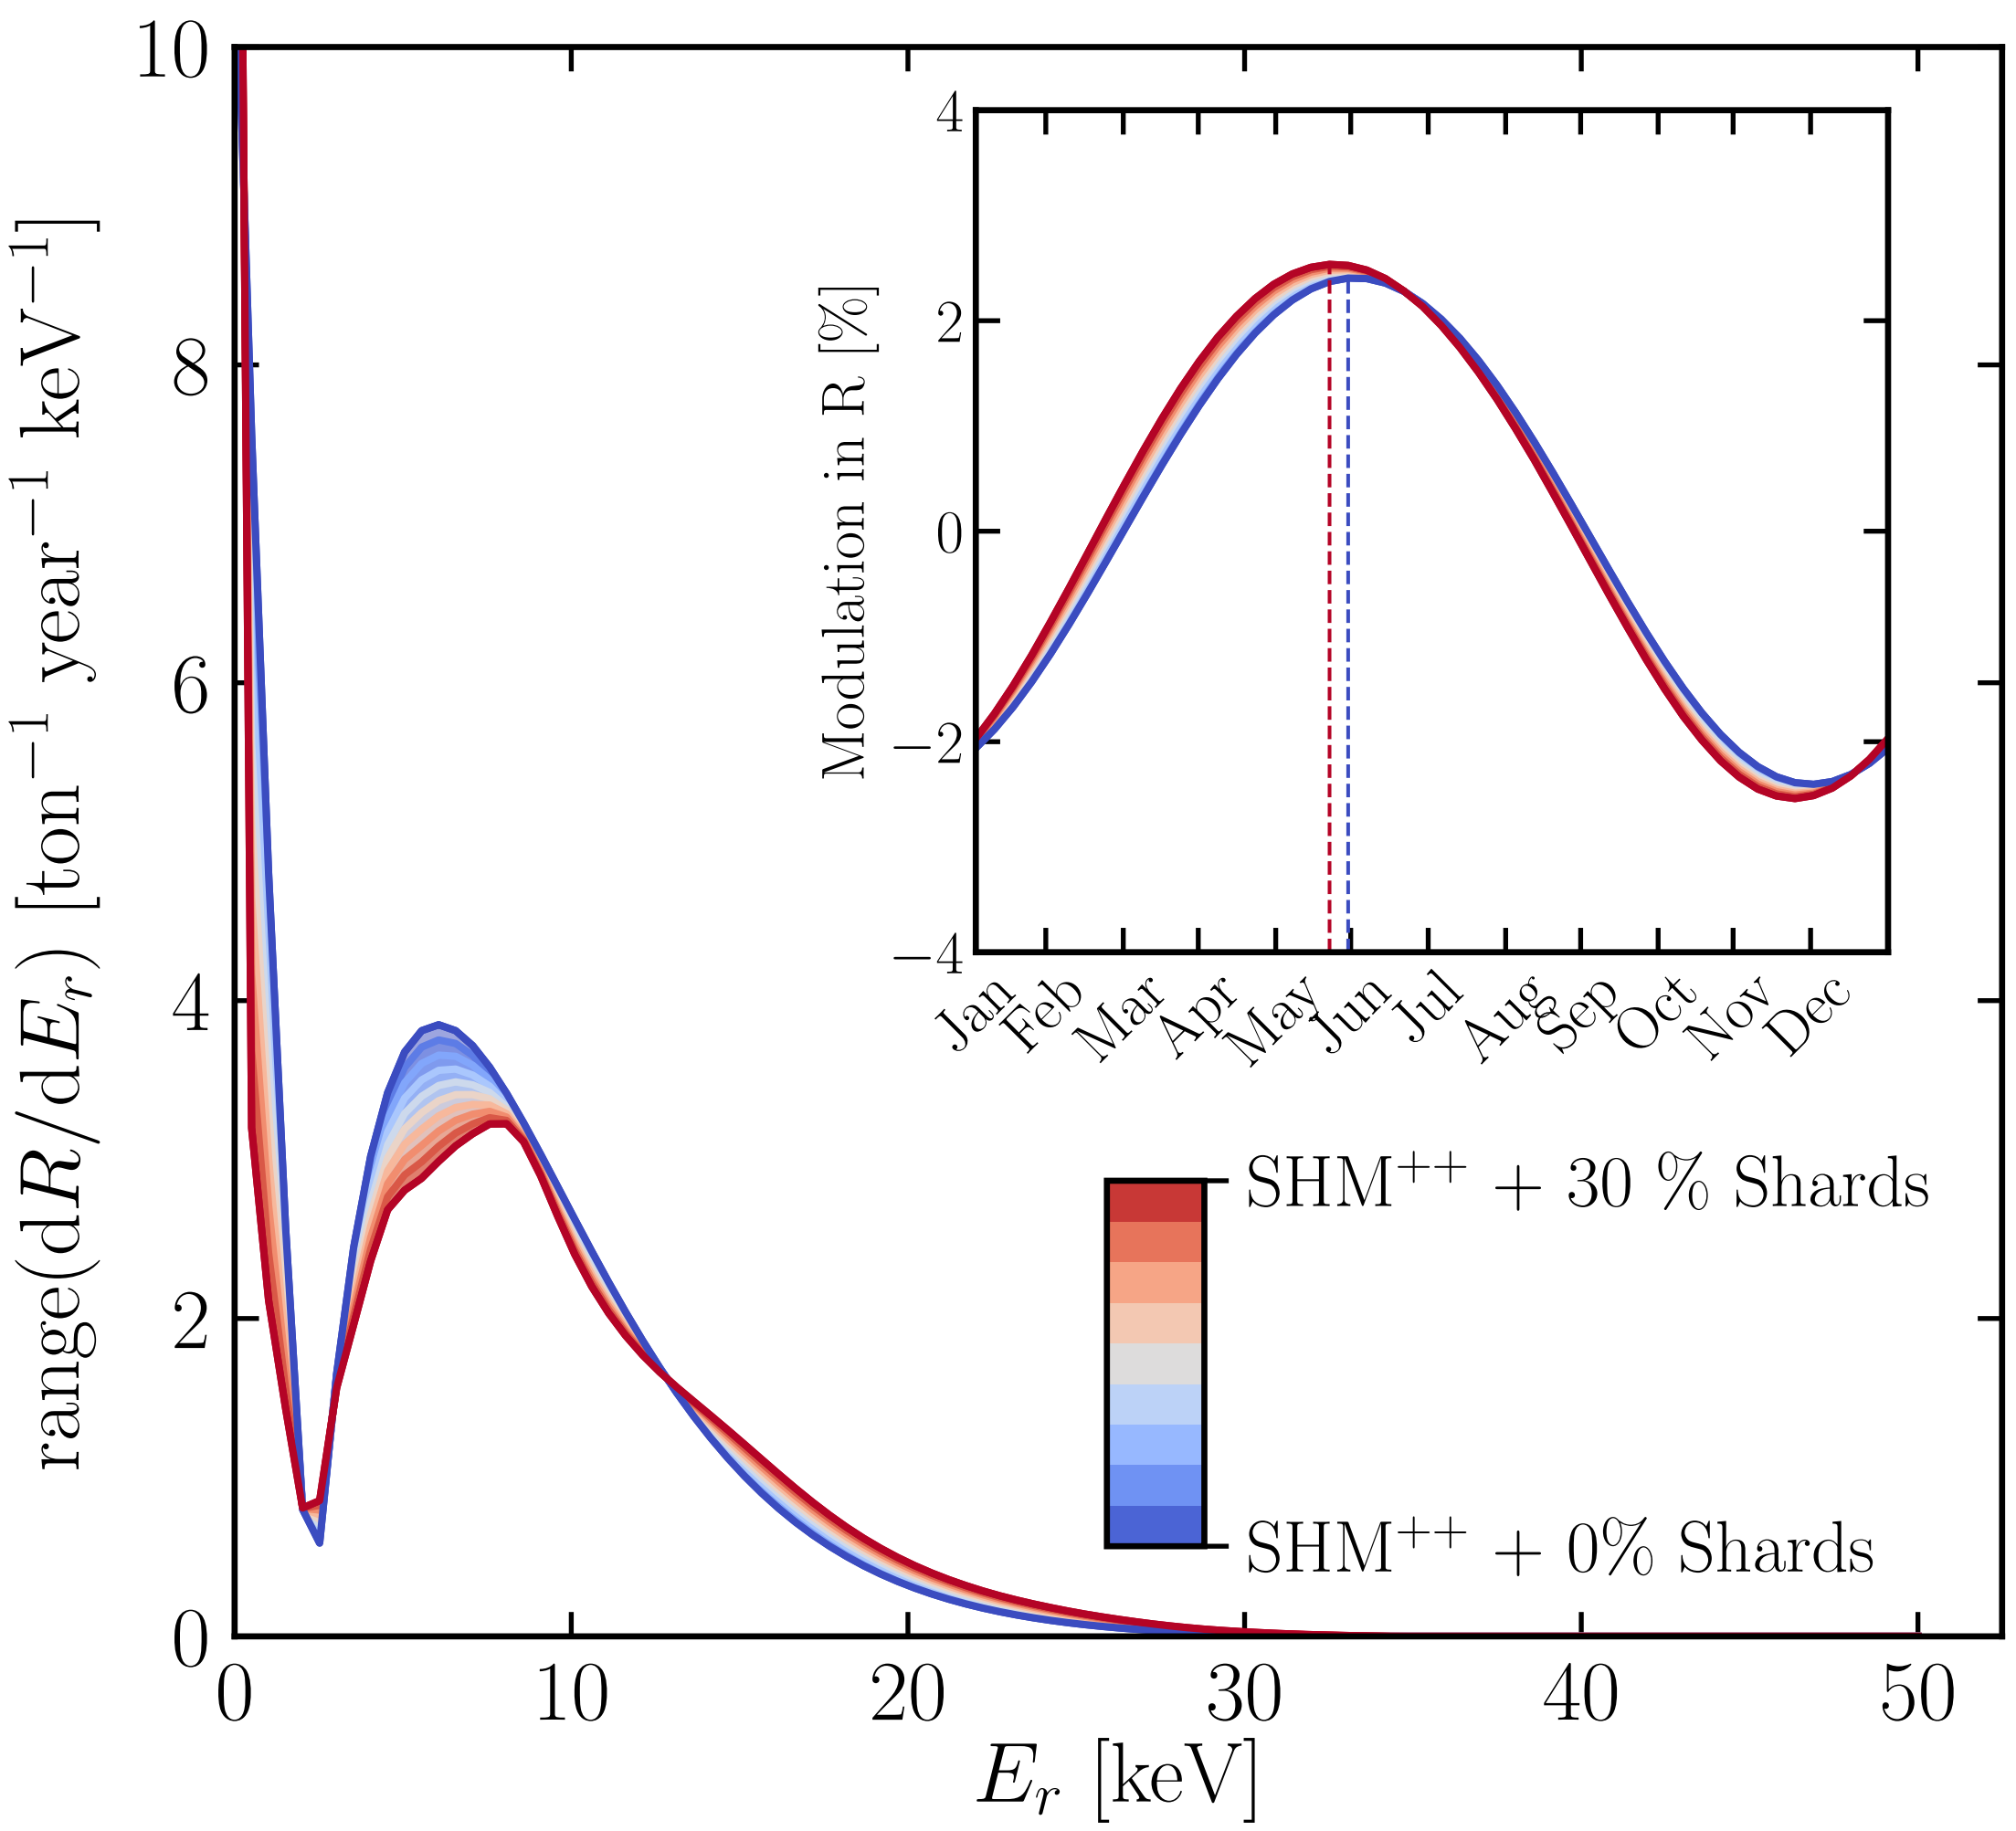 range(dR/dE_r) [ton⁻¹ year⁻¹ keV⁻¹]
10
8
6
4
2
0
0 10 20 30 40 50
E_r [keV]
Modulation in R [%]
4
2
0
−2
−4
Jan Feb Mar Apr May Jun Jul Aug Sep Oct Nov Dec
SHM⁺⁺ + 30 % Shards
SHM⁺⁺ + 0% Shards